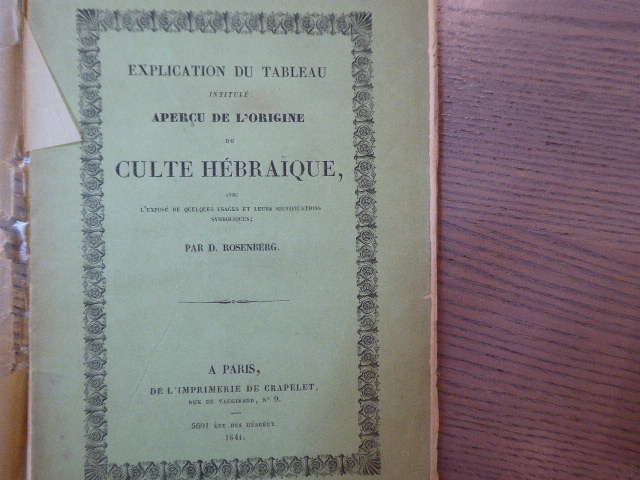 EXPLICATION DU TABLEAU
INTITULÉ
APERÇU DE L'ORIGINE
DU
CULTE HÉBRAÏQUE,
AVEC
L'EXPOSÉ DE QUELQUES USAGES ET LEURS SIGNIFICATIONS
SYMBOLIQUES;
PAR D. ROSENBERG.
A PARIS,
DE L'IMPRIMERIE DE CRAPELET,
RUE DE VAUGIRARD, N° 9.
5601 ÈRE DES HÉBREUX.
1841.